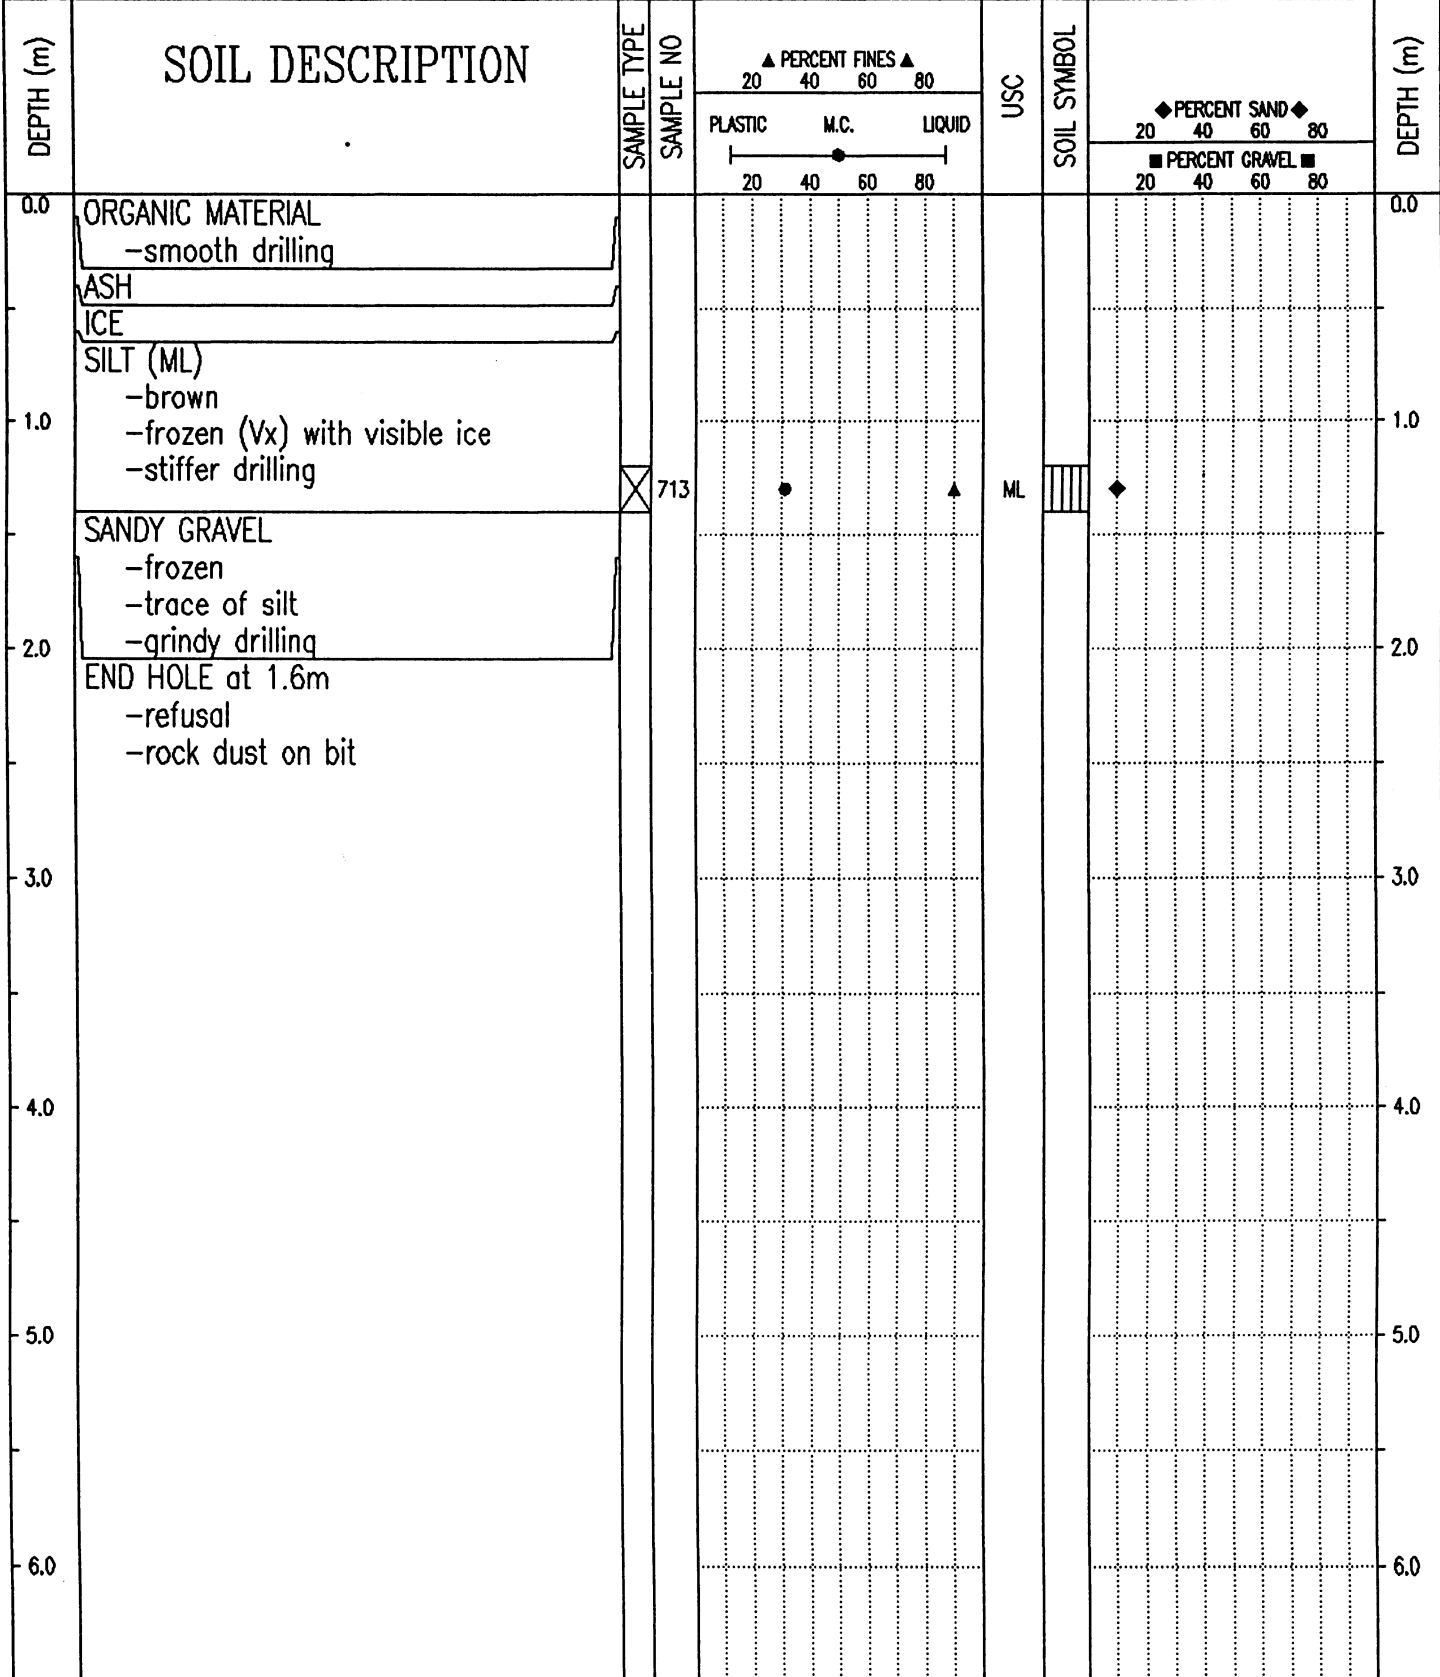 DEPTH (m)
SOIL DESCRIPTION
SAMPLE TYPE
SAMPLE NO
▲ PERCENT FINES ▲
20 40 60 80
PLASTIC M.C. LIQUID
20 40 60 80
USC
SOIL SYMBOL
◆ PERCENT SAND ◆
20 40 60 80
■ PERCENT GRAVEL ■
20 40 60 80
DEPTH (m)
0.0 0.0
ORGANIC MATERIAL
-smooth drilling
ASH
ICE
SILT (ML)
-brown
1.0 1.0
-frozen (Vx) with visible ice
-stiffer drilling
713 ML
SANDY GRAVEL
-frozen
-trace of silt
-grindy drilling
2.0 2.0
END HOLE at 1.6m
-refusal
-rock dust on bit
3.0 3.0
4.0 4.0
5.0 5.0
6.0 6.0